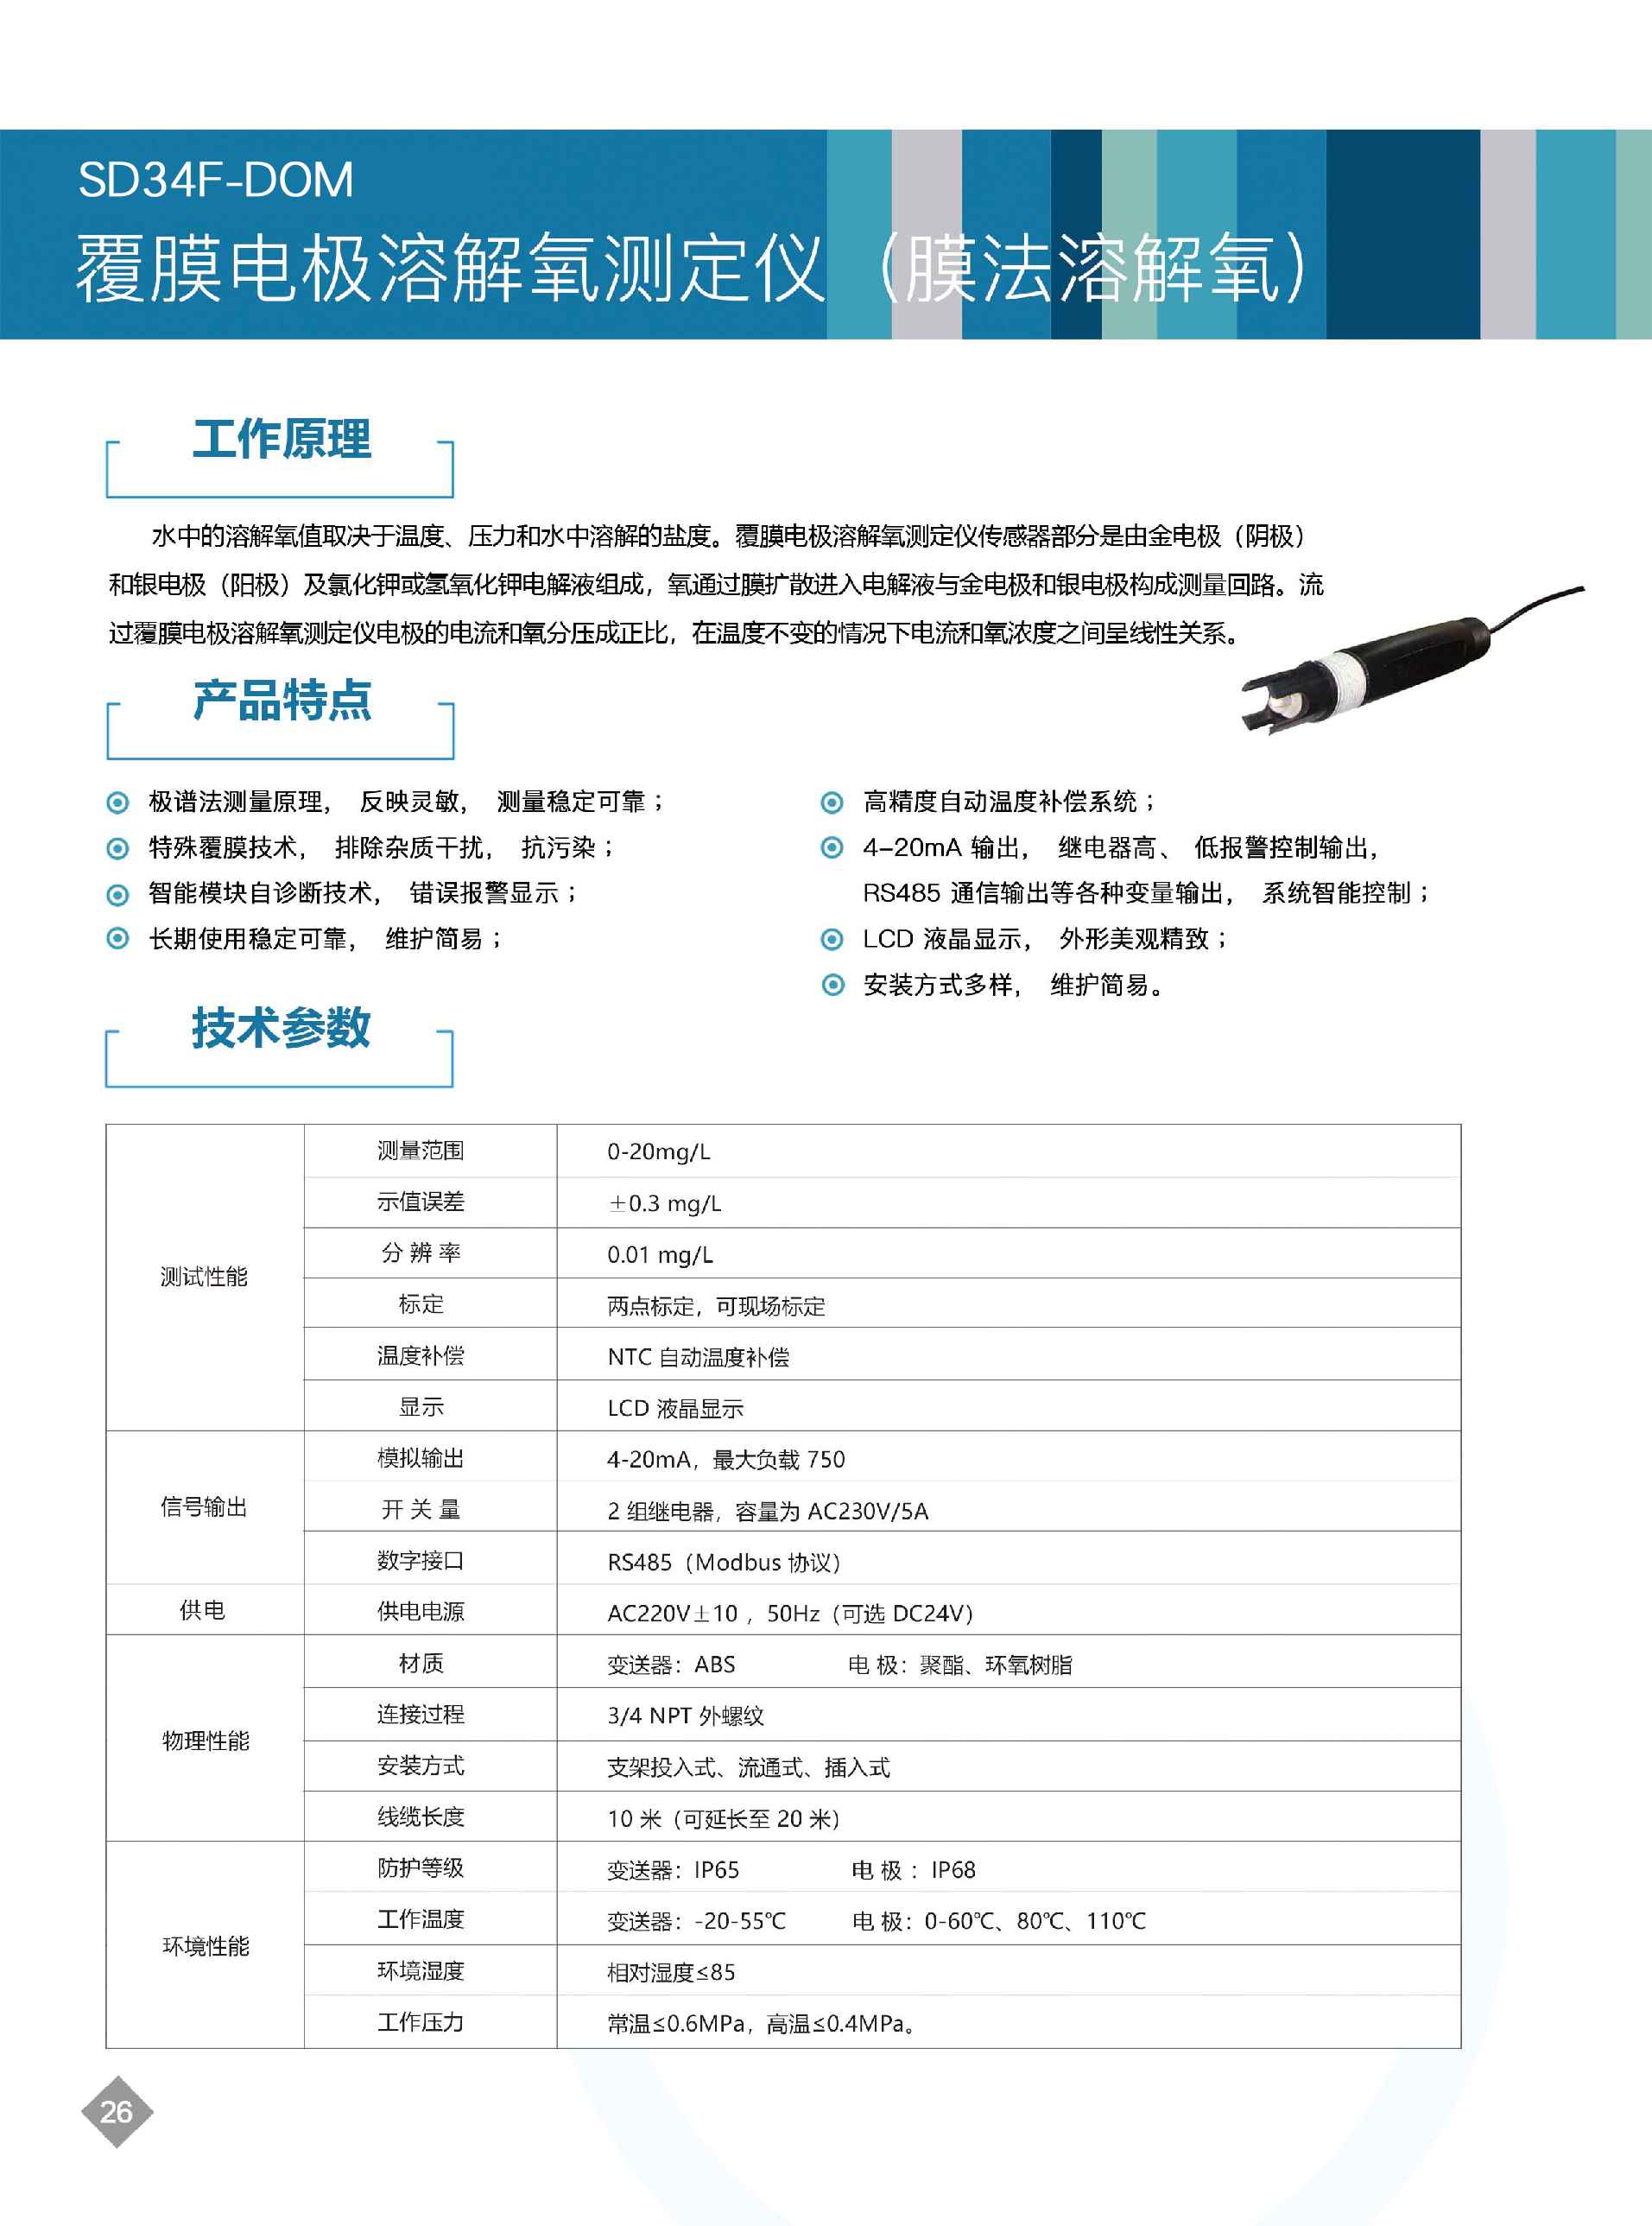 SD34F-DOM
覆膜电极溶解氧测定仪（膜法溶解氧）
工作原理
水中的溶解氧值取决于温度、压力和水中溶解的盐度。覆膜电极溶解氧测定仪传感器部分是由金电极（阴极）
和银电极（阳极）及氯化钾或氢氧化钾电解液组成，氧通过膜扩散进入电解液与金电极和银电极构成测量回路。流
过覆膜电极溶解氧测定仪电极的电流和氧分压成正比，在温度不变的情况下电流和氧浓度之间呈线性关系。
产品特点
极谱法测量原理， 反映灵敏， 测量稳定可靠；
特殊覆膜技术， 排除杂质干扰， 抗污染；
智能模块自诊断技术， 错误报警显示；
长期使用稳定可靠， 维护简易；
高精度自动温度补偿系统；
4-20mA 输出， 继电器高、 低报警控制输出，
RS485 通信输出等各种变量输出， 系统智能控制；
LCD 液晶显示， 外形美观精致；
安装方式多样， 维护简易。
技术参数
测试性能
测量范围 0-20mg/L
示值误差 ±0.3 mg/L
分 辨 率 0.01 mg/L
标定 两点标定，可现场标定
温度补偿 NTC 自动温度补偿
显示 LCD 液晶显示
信号输出
模拟输出 4-20mA，最大负载 750
开 关 量 2 组继电器，容量为 AC230V/5A
数字接口 RS485（Modbus 协议）
供电 供电电源 AC220V±10 ，50Hz（可选 DC24V）
物理性能
材质 变送器：ABS 电 极：聚酯、环氧树脂
连接过程 3/4 NPT 外螺纹
安装方式 支架投入式、流通式、插入式
线缆长度 10 米（可延长至 20 米）
环境性能
防护等级 变送器：IP65 电 极 ：IP68
工作温度 变送器：-20-55℃ 电 极：0-60℃、80℃、110℃
环境湿度 相对湿度≤85
工作压力 常温≤0.6MPa，高温≤0.4MPa。
26